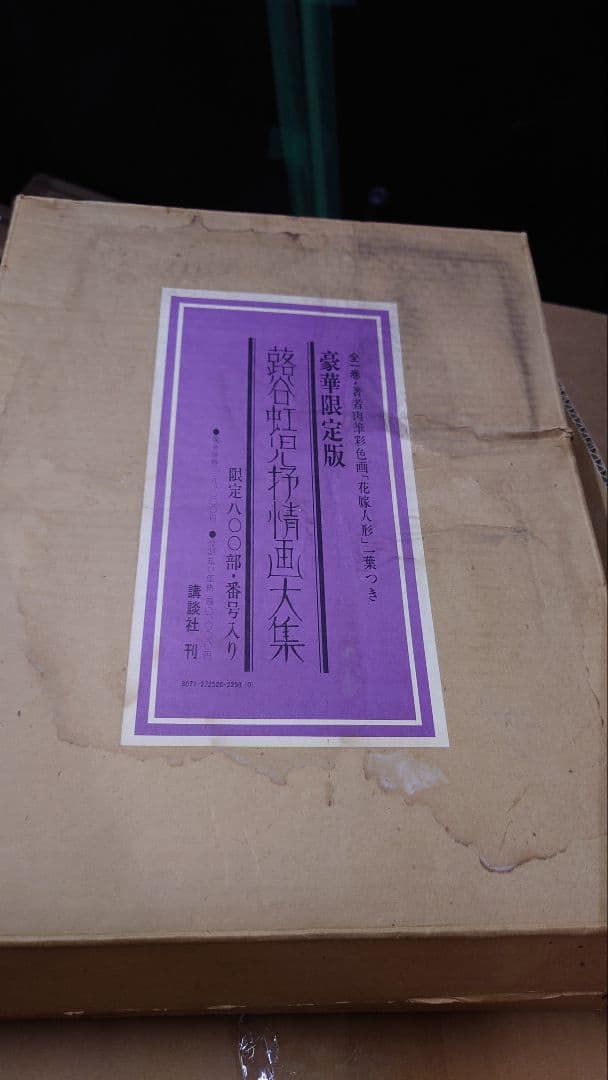 全一巻・著者肉筆彩色画「花嫁人形」一葉つき
豪華限定版
蕗谷虹児抒情画大集
限定八〇〇部・番号入り
講談社 刊